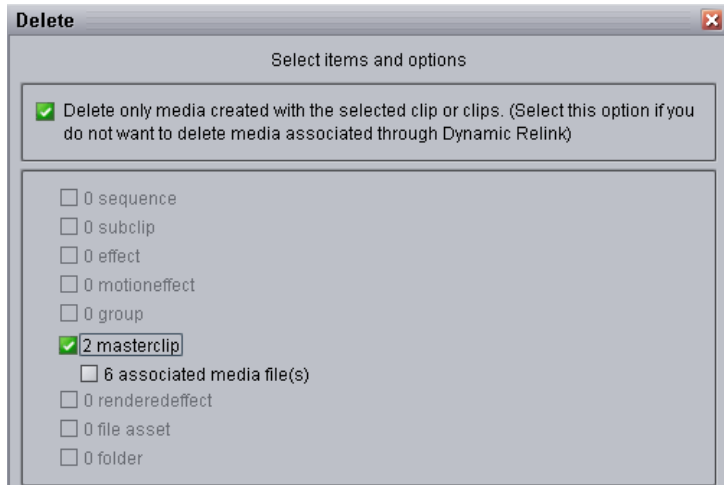 Delete
Select items and options
Delete only media created with the selected clip or clips. (Select this option if you
do not want to delete media associated through Dynamic Relink)
0 sequence
0 subclip
0 effect
0 motioneffect
0 group
2 masterclip
6 associated media file(s)
0 renderedeffect
0 file asset
0 folder